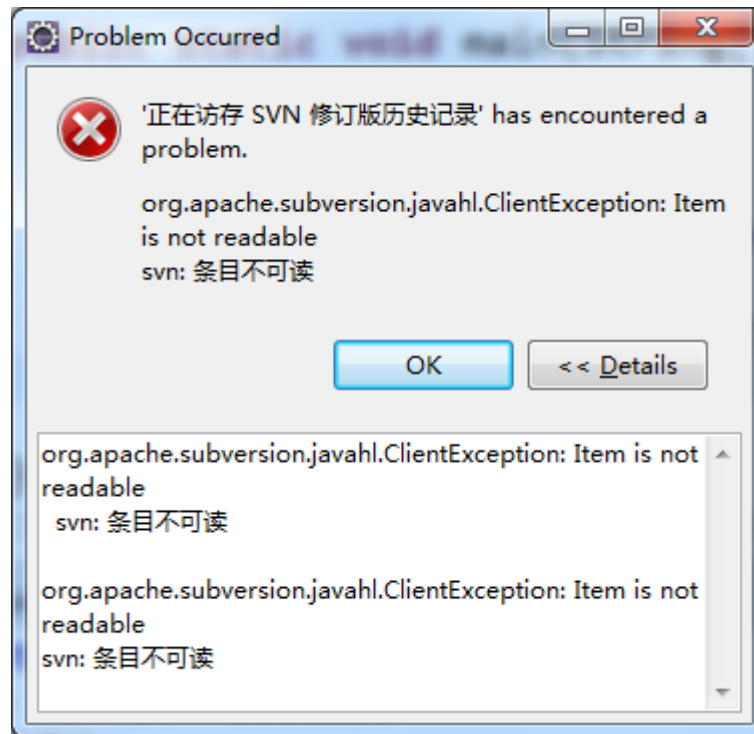 Problem Occurred
'正在访存 SVN 修订版历史记录' has encountered a
problem.
org.apache.subversion.javahl.ClientException: Item
is not readable
svn: 条目不可读
OK
<< Details
org.apache.subversion.javahl.ClientException: Item is not
readable
svn: 条目不可读
org.apache.subversion.javahl.ClientException: Item is not
readable
svn: 条目不可读